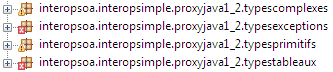 interopsoa.interopsimple.proxyjava1_2.typescomplexes
interopsoa.interopsimple.proxyjava1_2.typesexceptions
interopsoa.interopsimple.proxyjava1_2.typesprimitifs
interopsoa.interopsimple.proxyjava1_2.typestableaux